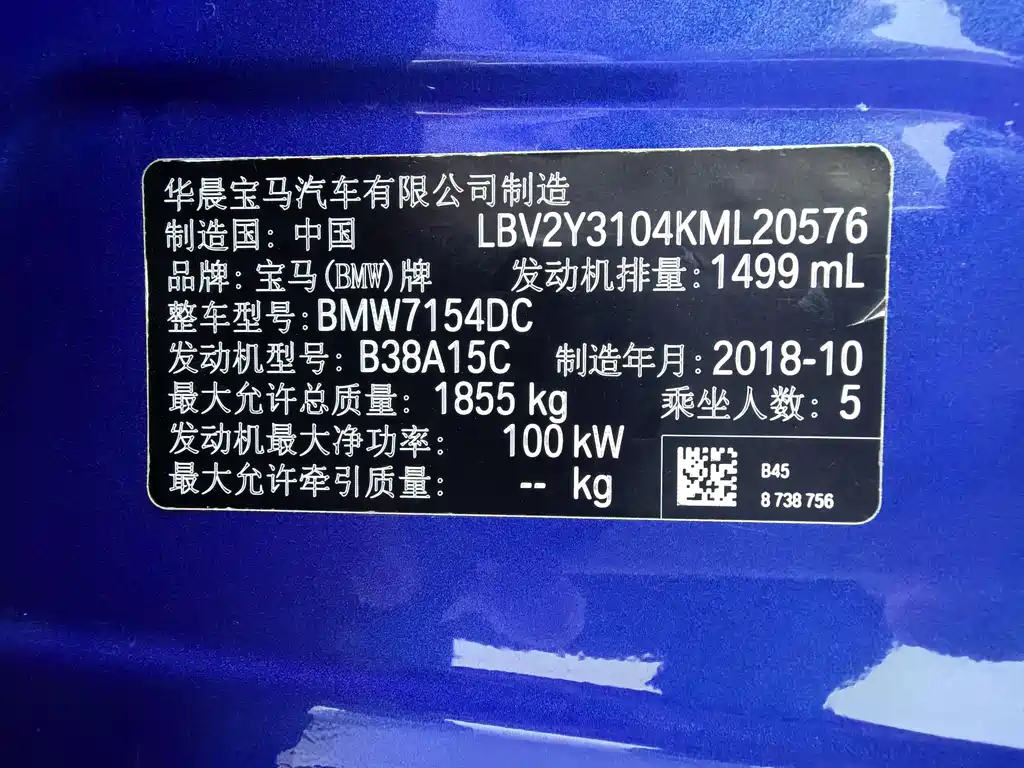 华晨宝马汽车有限公司制造
制造国: 中国 LBV2Y3104KML20576
品牌: 宝马(BMW)牌 发动机排量: 1499 mL
整车型号: BMW7154DC
发动机型号: B38A15C 制造年月: 2018-10
最大允许总质量: 1855 kg 乘坐人数: 5
发动机最大净功率: 100 kW
最大允许牵引质量: -- kg
B45
8 738 756